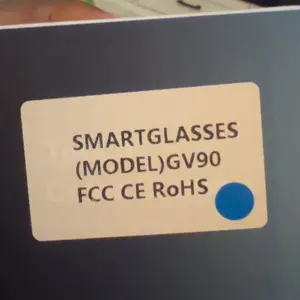 SMARTGLASSES
(MODEL)GV90
FCC CE RoHS